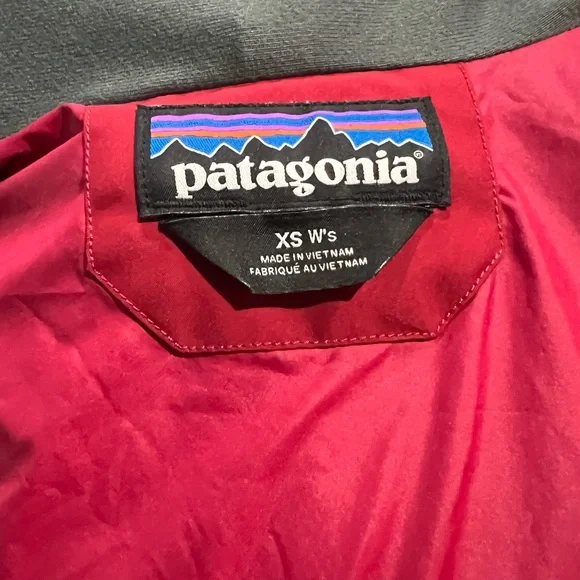 patagonia®
XS W's
MADE IN VIETNAM
FABRIQUÉ AU VIETNAM